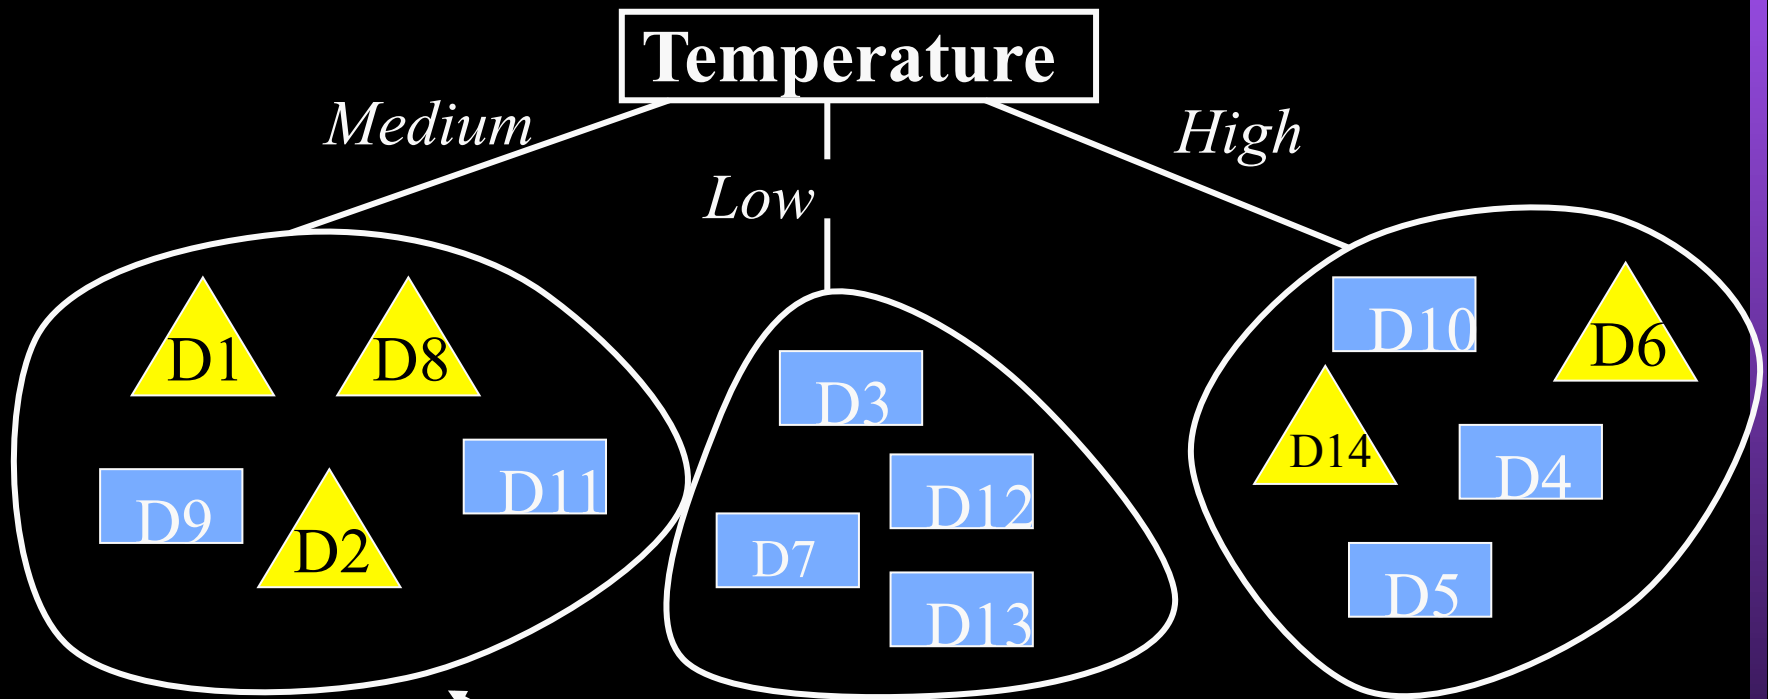 Temperature
Medium
Low
High
D1
D8
D9
D2
D11
D3
D12
D7
D13
D10
D6
D14
D4
D5